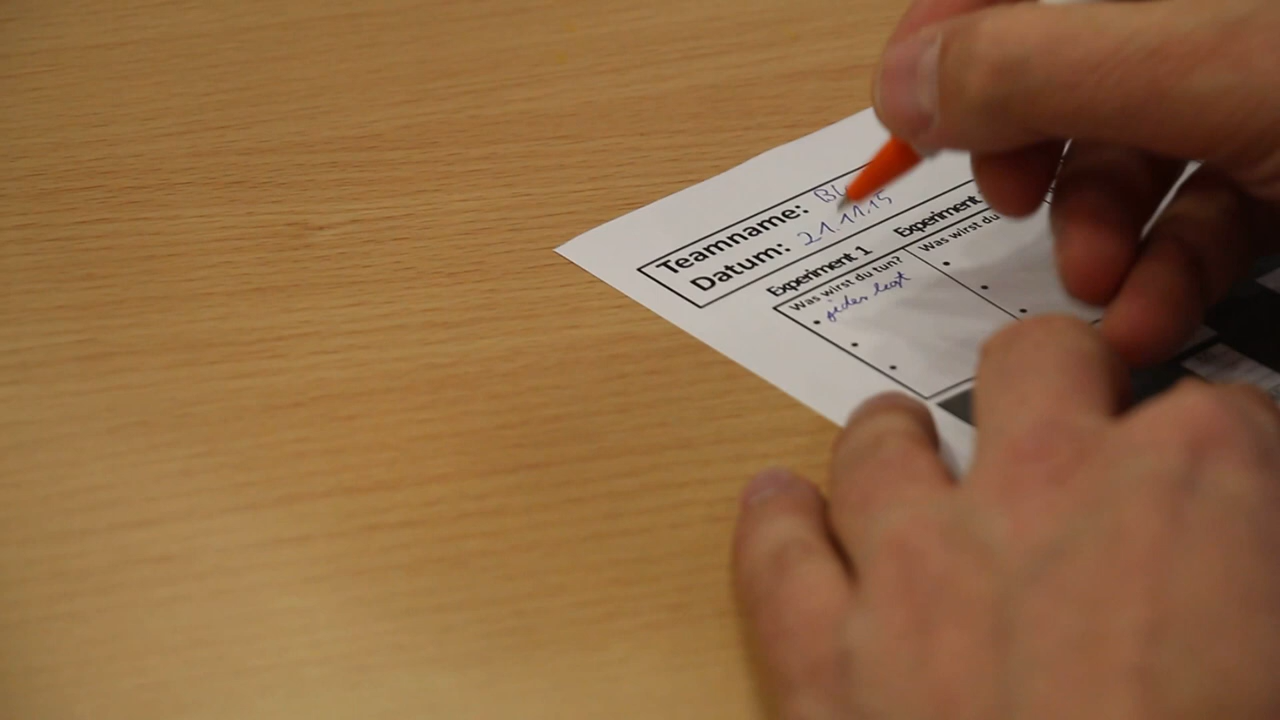 Teamname:
Datum: 21.11.15
Experiment 1 Experiment
Was wirst du tun? Was wirst du